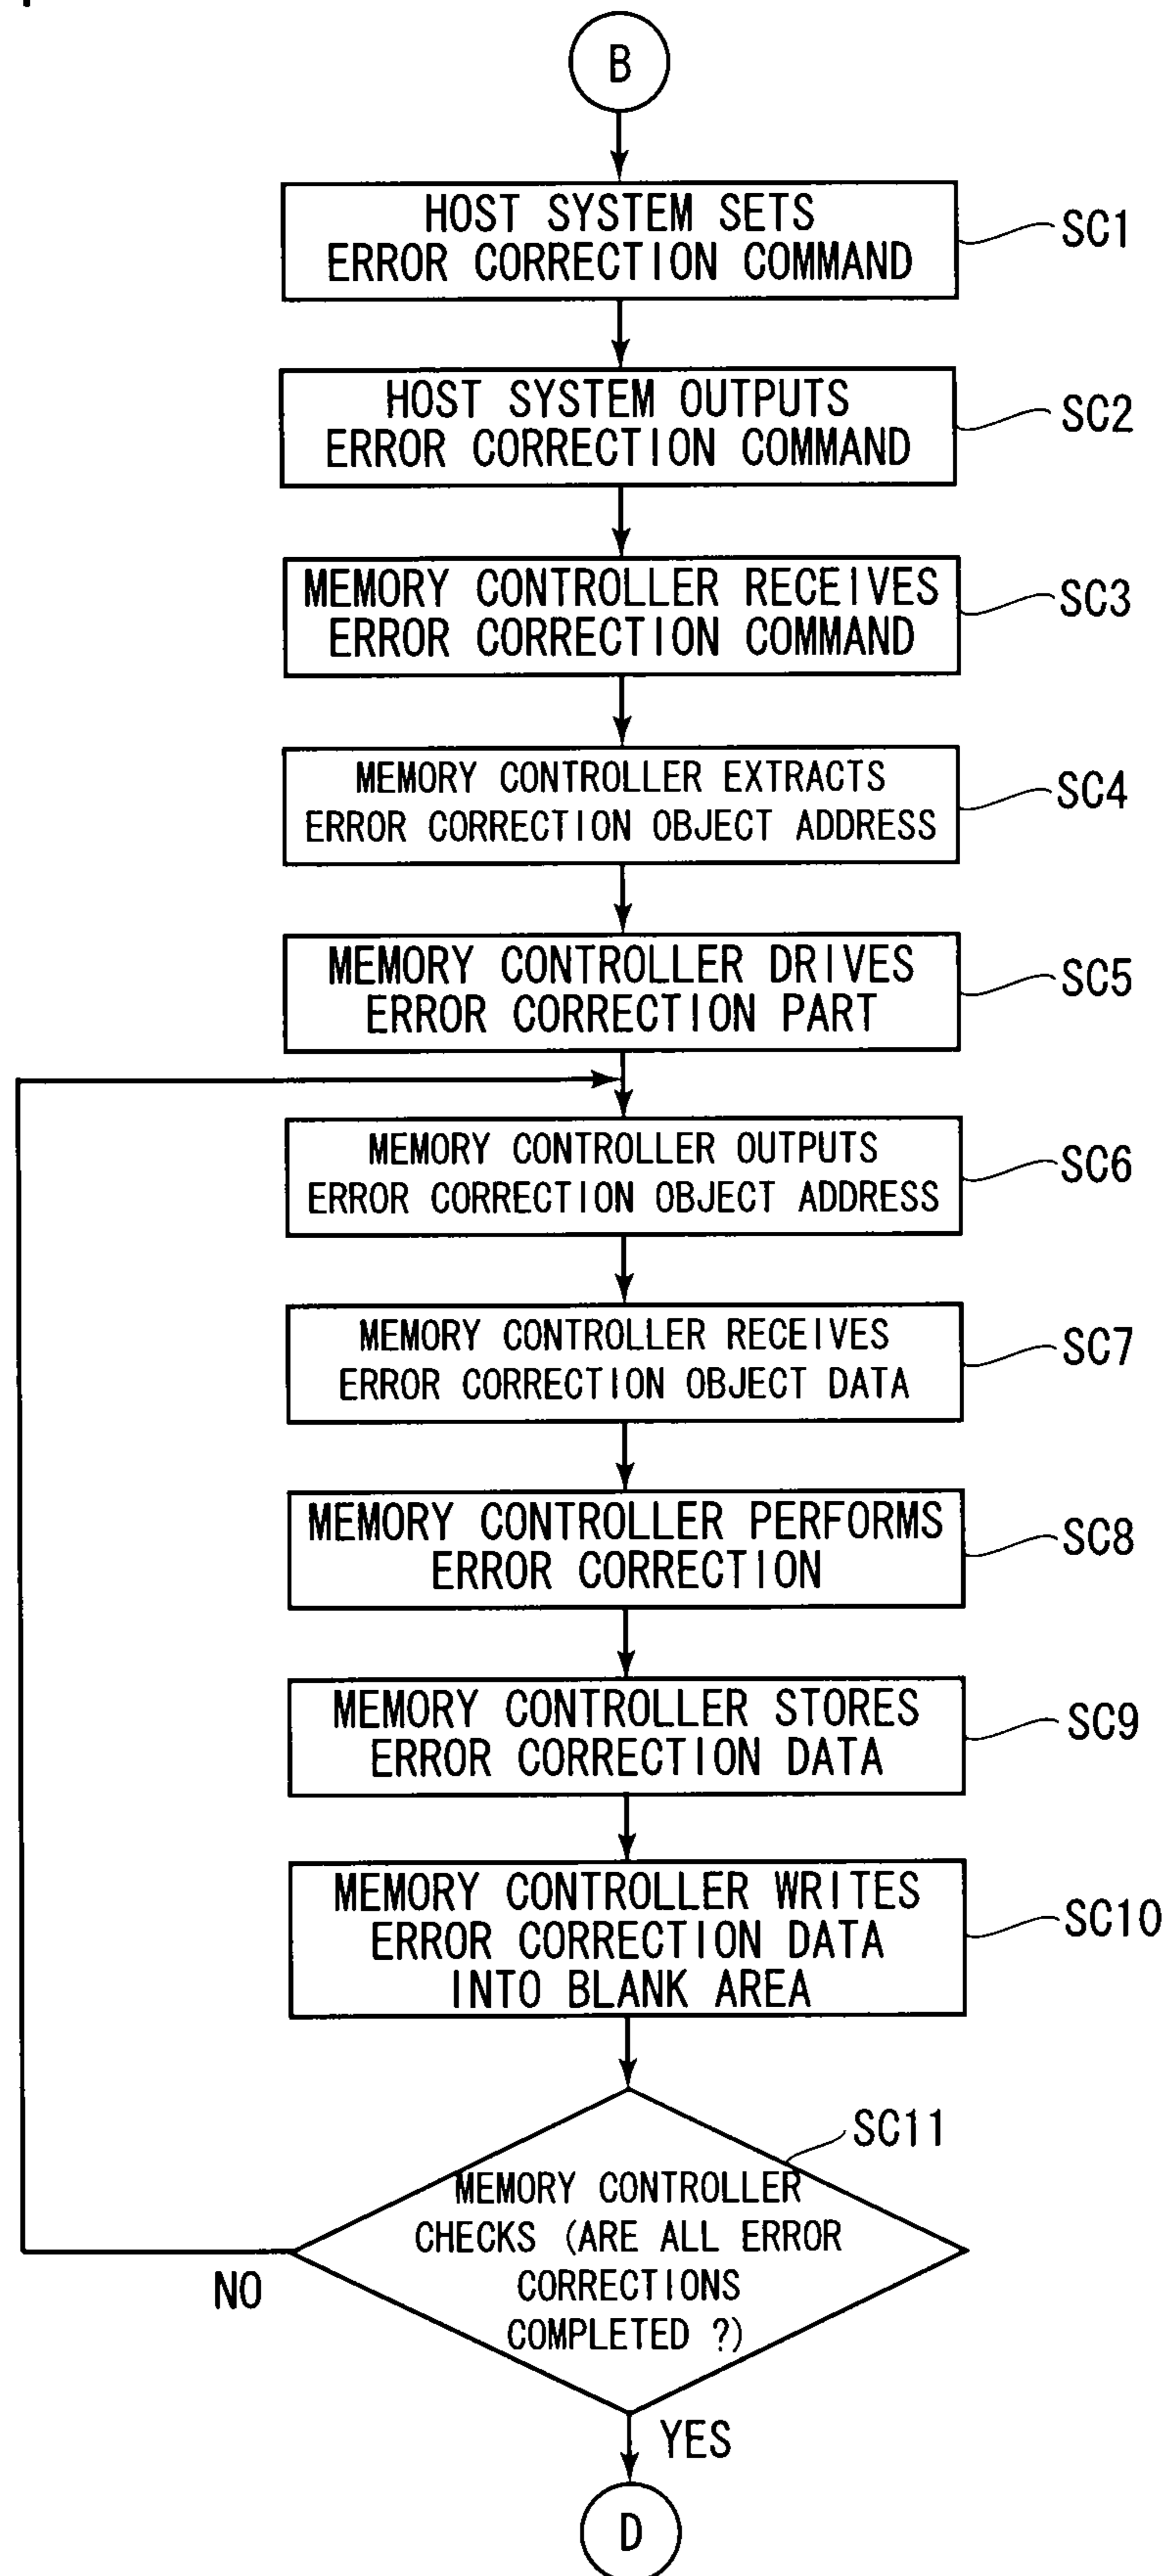 B
HOST SYSTEM SETS
ERROR CORRECTION COMMAND
SC1
HOST SYSTEM OUTPUTS
ERROR CORRECTION COMMAND
SC2
MEMORY CONTROLLER RECEIVES
ERROR CORRECTION COMMAND
SC3
MEMORY CONTROLLER EXTRACTS
ERROR CORRECTION OBJECT ADDRESS
SC4
MEMORY CONTROLLER DRIVES
ERROR CORRECTION PART
SC5
MEMORY CONTROLLER OUTPUTS
ERROR CORRECTION OBJECT ADDRESS
SC6
MEMORY CONTROLLER RECEIVES
ERROR CORRECTION OBJECT DATA
SC7
MEMORY CONTROLLER PERFORMS
ERROR CORRECTION
SC8
MEMORY CONTROLLER STORES
ERROR CORRECTION DATA
SC9
MEMORY CONTROLLER WRITES
ERROR CORRECTION DATA
INTO BLANK AREA
SC10
SC11
MEMORY CONTROLLER
CHECKS (ARE ALL ERROR
CORRECTIONS
COMPLETED ?)
NO
YES
D